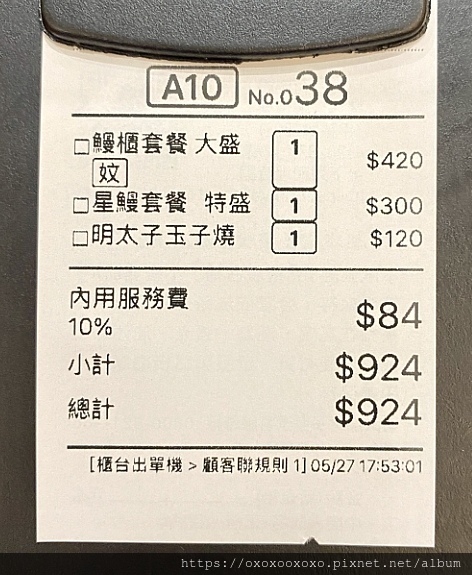 A10 No.038
□鰻櫃套餐 大盛 1 $420
妏
□星鰻套餐 特盛 1 $300
□明太子玉子燒 1 $120
內用服務費
10% $84
小計 $924
總計 $924
[櫃台出單機 > 顧客聯規則 1] 05/27 17:53:01
https://oxoxooxoxo.pixnet.net/album